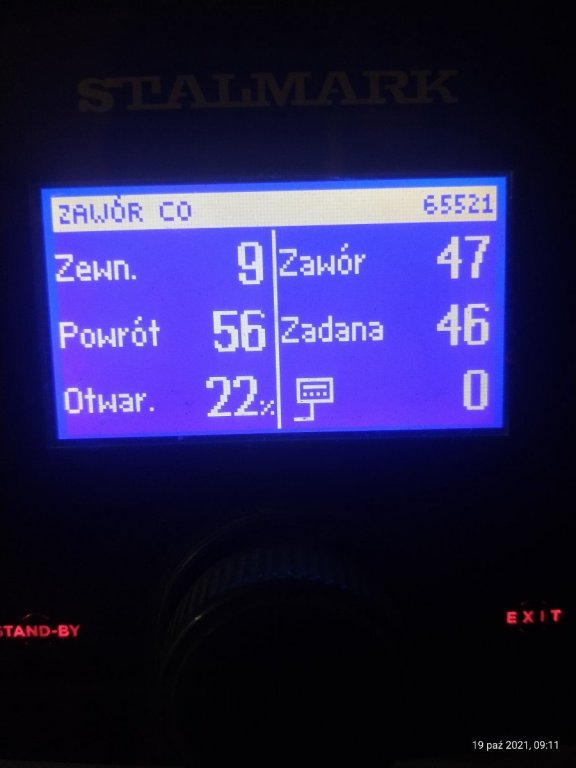 STALMARK
ZAWÓR CO 65521
Zewn. 9 Zawór 47
Powrót 56 Zadana 46
Otwar. 22% 0
STAND-BY EXIT
19 paź 2021, 09:11